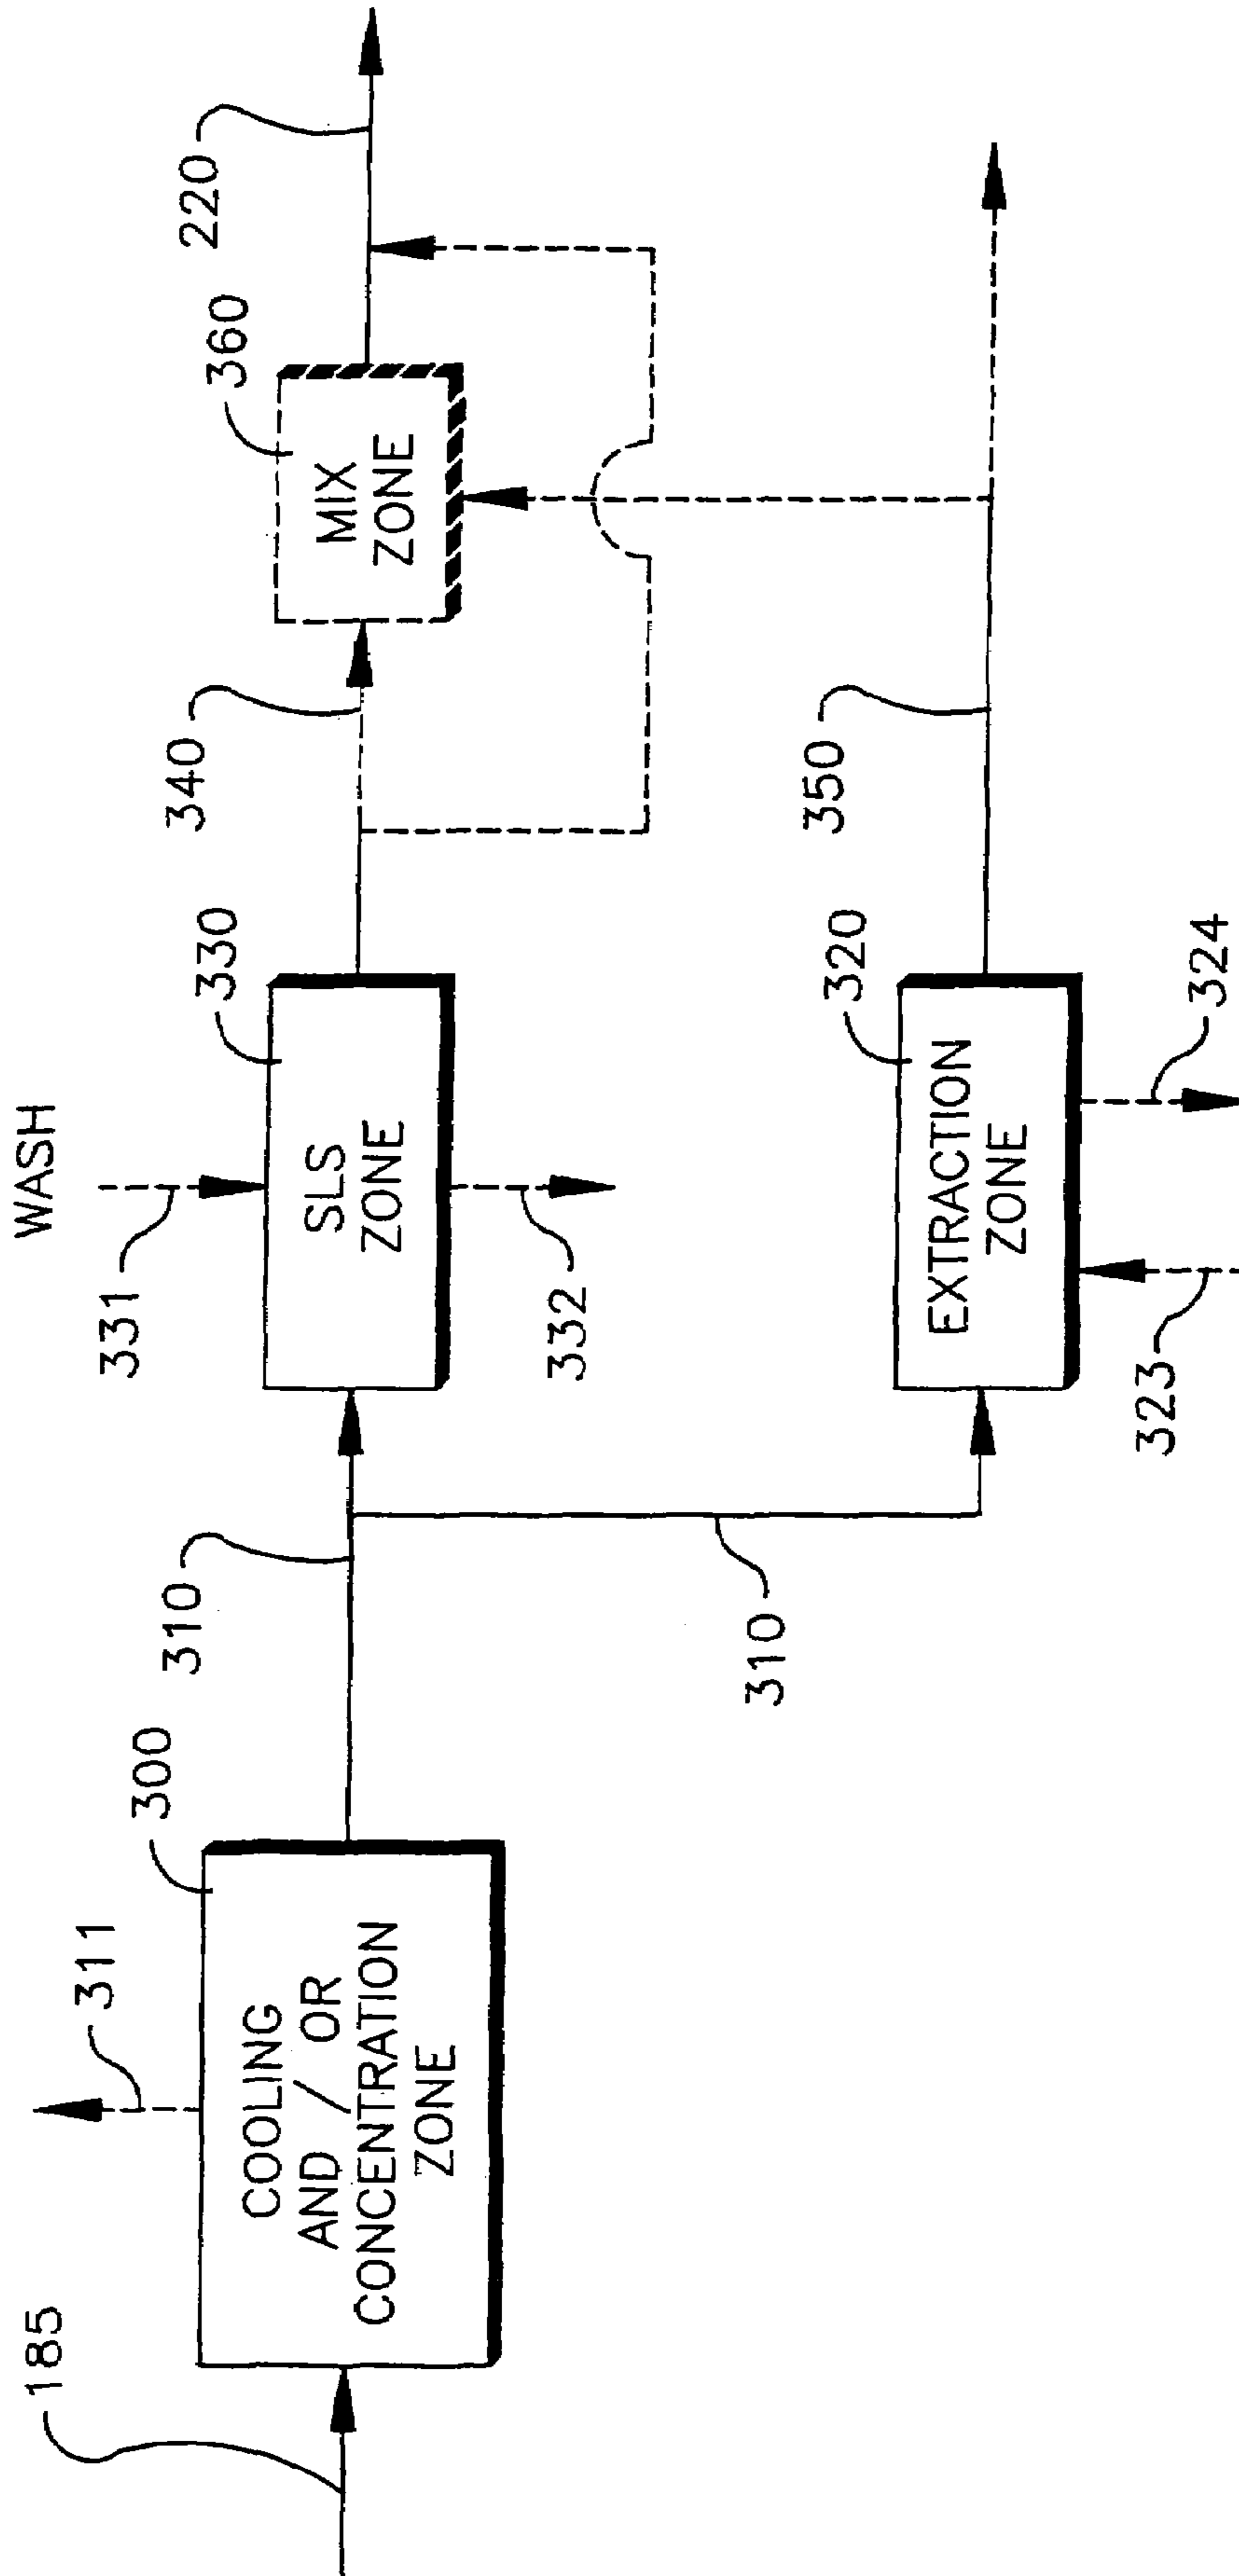 185
311
COOLING
AND / OR
CONCENTRATION
ZONE
300
310
310
WASH
331
SLS
ZONE
330
332
340
MIX
ZONE
360
220
EXTRACTION
ZONE
320
323
324
350